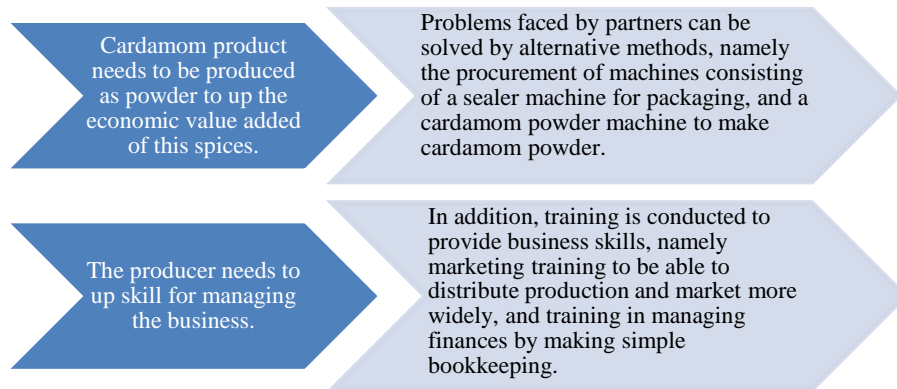 Cardamom product
needs to be produced
as powder to up the
economic value added
of this spices.
Problems faced by partners can be
solved by alternative methods, namely
the procurement of machines consisting
of a sealer machine for packaging, and a
cardamom powder machine to make
cardamom powder.
The producer needs to
up skill for managing
the business.
In addition, training is conducted to
provide business skills, namely
marketing training to be able to
distribute production and market more
widely, and training in managing
finances by making simple
bookkeeping.